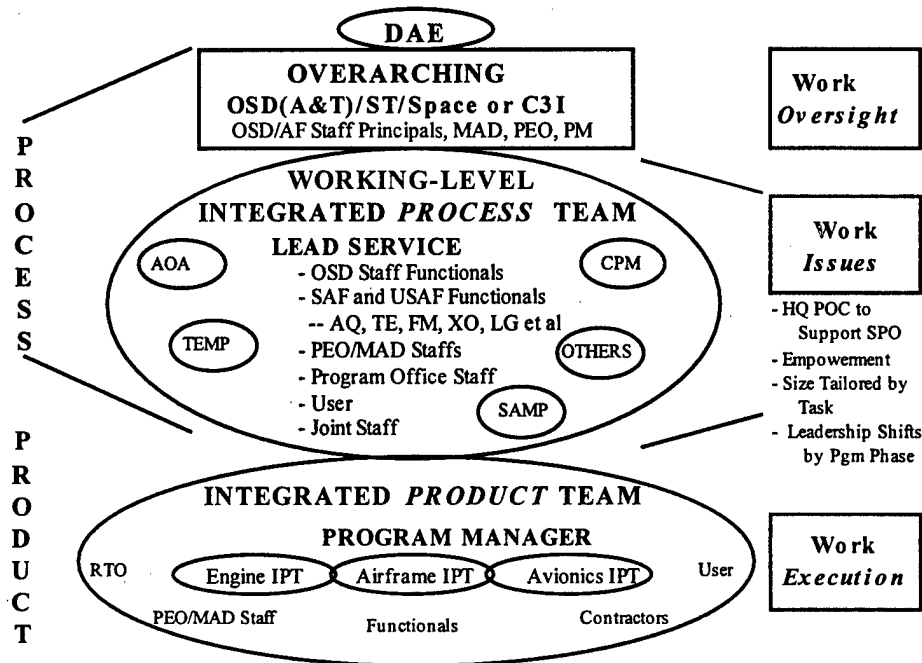 DAE
OVERARCHING
OSD(A&T)/ST/Space or C3I
OSD/AF Staff Principals, MAD, PEO, PM
Work
Oversight
PROCESS
WORKING-LEVEL
INTEGRATED PROCESS TEAM
LEAD SERVICE
- OSD Staff Functionals
- SAF and USAF Functionals
-- AQ, TE, FM, XO, LG et al
- PEO/MAD Staffs
- Program Office Staff
- User
- Joint Staff
AOA
TEMP
CPM
OTHERS
SAMP
Work
Issues
- HQ POC to
Support SPO
- Empowerment
- Size Tailored by
Task
- Leadership Shifts
by Pgm Phase
PRODUCT
INTEGRATED PRODUCT TEAM
PROGRAM MANAGER
RTO
Engine IPT
Airframe IPT
Avionics IPT
User
PEO/MAD Staff
Functionals
Contractors
Work
Execution